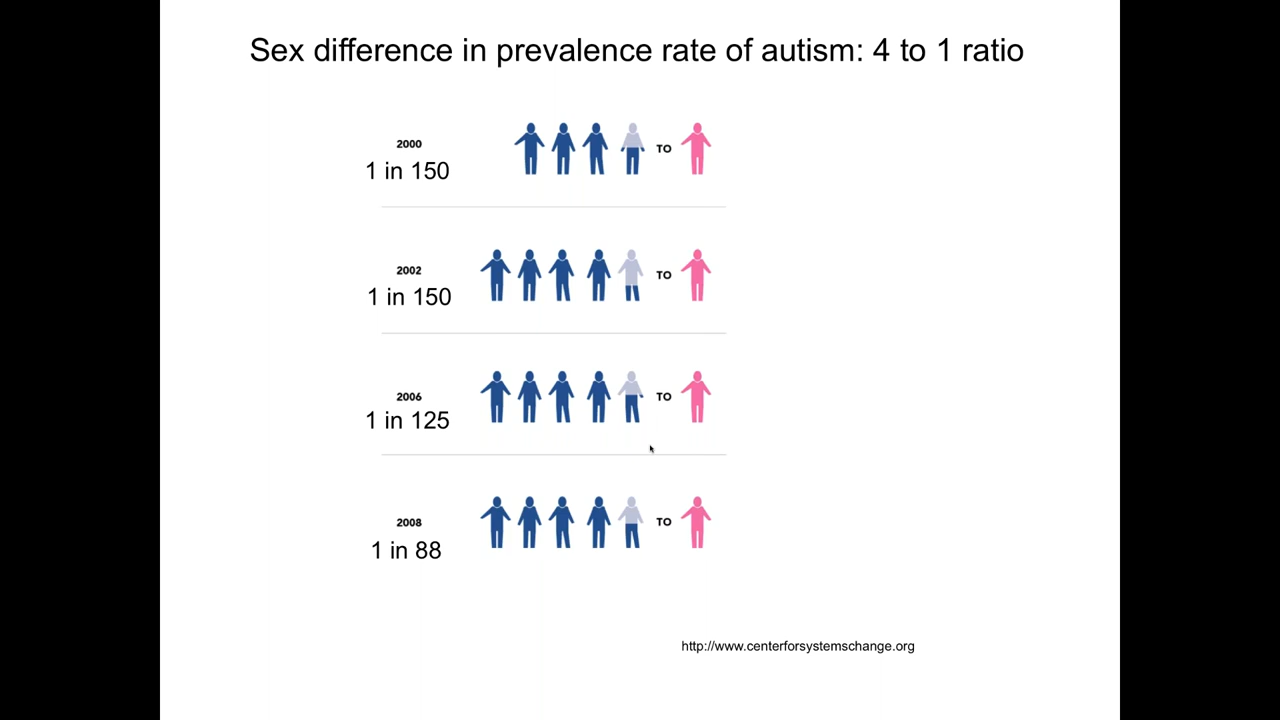 Sex difference in prevalence rate of autism: 4 to 1 ratio
2000
1 in 150
TO
2002
1 in 150
TO
2006
1 in 125
TO
2008
1 in 88
TO
http://www.centerforsystemschange.org